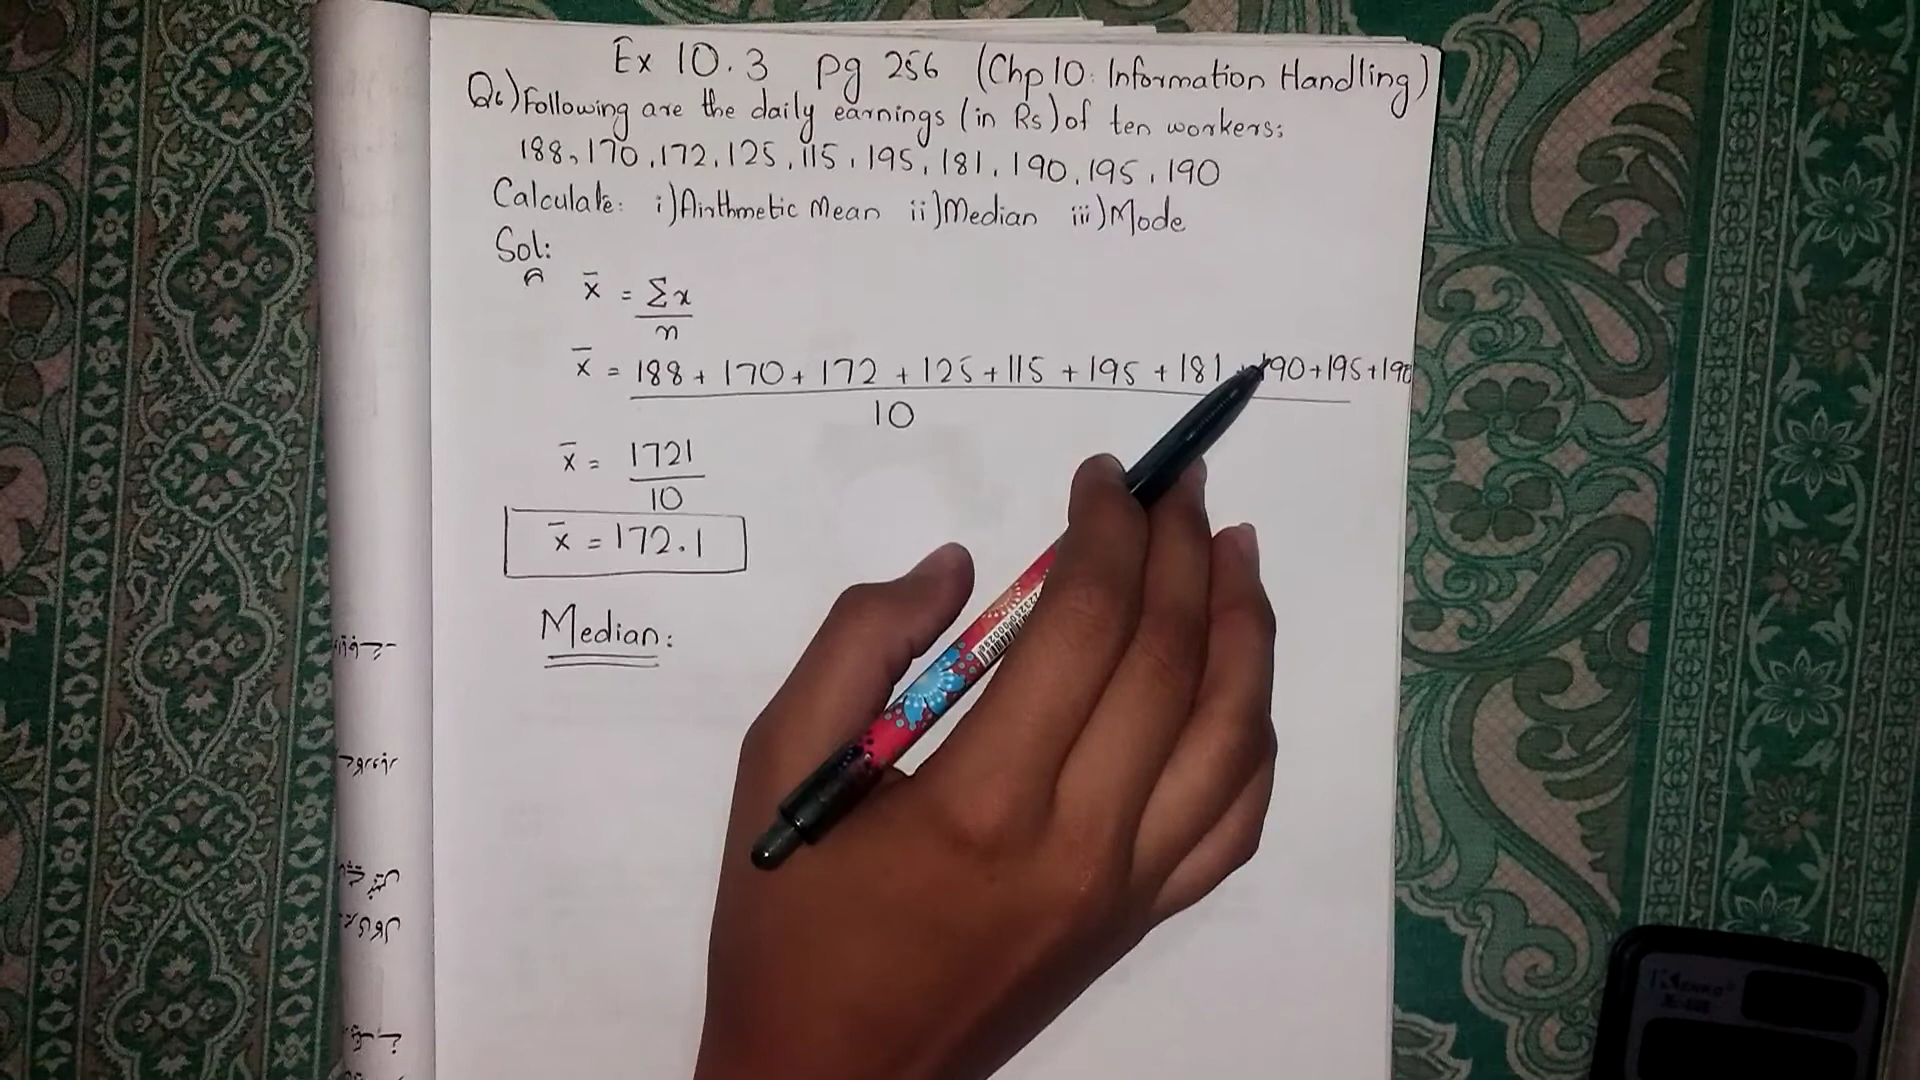 Ex 10.3 pg 256 (Chp 10: Information Handling)
Q6) Following are the daily earnings (in Rs) of ten workers:
188, 170, 172, 125, 115, 195, 181, 190, 195, 190
Calculate: i) Arithmetic Mean ii) Median iii) Mode
Sol:
x̄ = Σx
n
x̄ = 188 + 170 + 172 + 125 + 115 + 195 + 181 + 190 + 195 + 190
10
x̄ = 1721
10
x̄ = 172.1
Median: